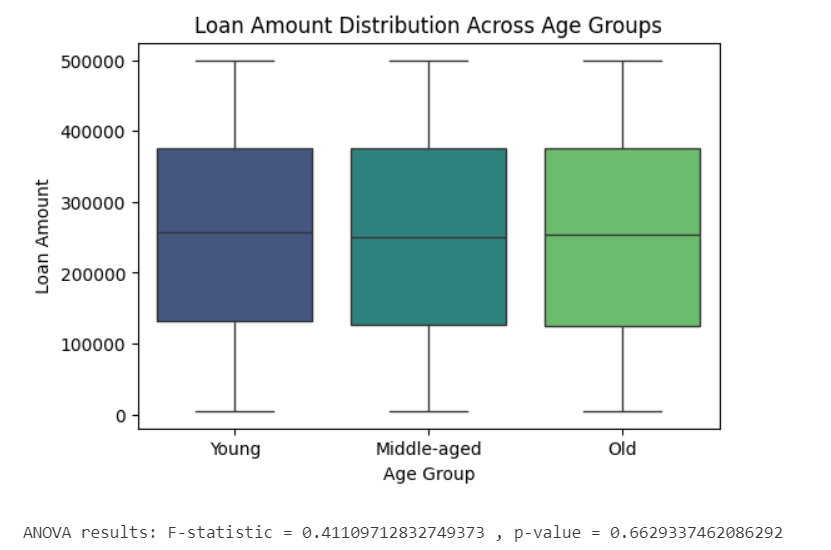 Loan Amount Distribution Across Age Groups
500000
400000
300000
200000
100000
0
Loan Amount
Young Middle-aged Old
Age Group
ANOVA results: F-statistic = 0.41109712832749373 , p-value = 0.6629337462086292